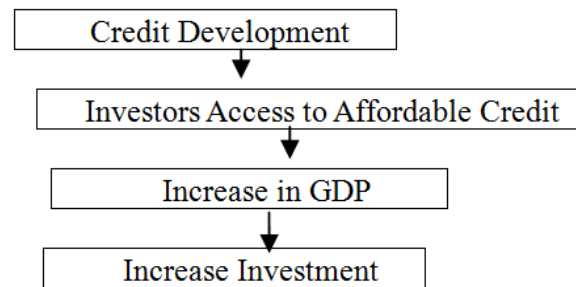 Credit Development
Investors Access to Affordable Credit
Increase in GDP
Increase Investment